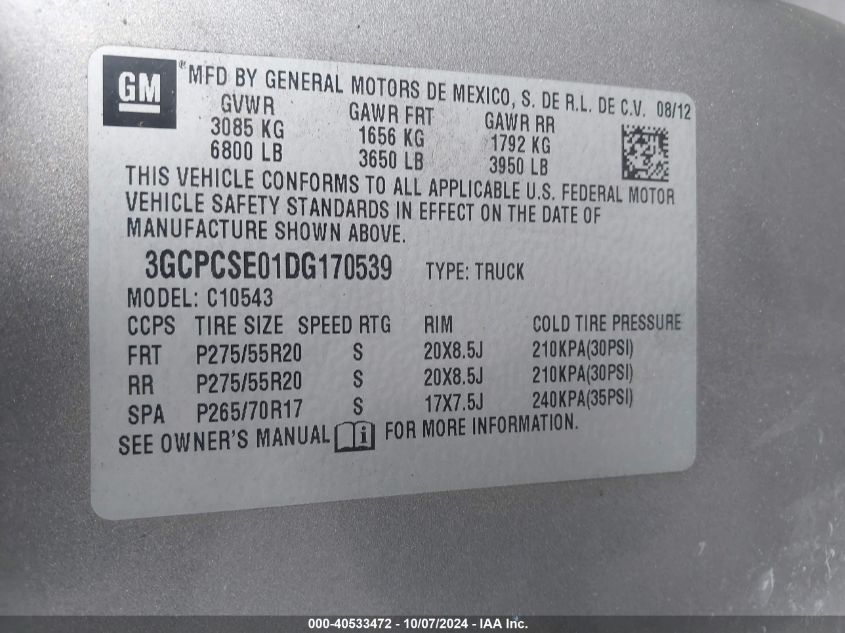 GM ® MFD BY GENERAL MOTORS DE MEXICO, S. DE R.L. DE C.V. 08/12
GVWR GAWR FRT GAWR RR
3085 KG 1656 KG 1792 KG
6800 LB 3650 LB 3950 LB
THIS VEHICLE CONFORMS TO ALL APPLICABLE U.S. FEDERAL MOTOR
VEHICLE SAFETY STANDARDS IN EFFECT ON THE DATE OF
MANUFACTURE SHOWN ABOVE.
3GCPCSE01DG170539 TYPE: TRUCK
MODEL: C10543
CCPS TIRE SIZE SPEED RTG RIM COLD TIRE PRESSURE
FRT P275/55R20 S 20X8.5J 210KPA(30PSI)
RR P275/55R20 S 20X8.5J 210KPA(30PSI)
SPA P265/70R17 S 17X7.5J 240KPA(35PSI)
SEE OWNER'S MANUAL i FOR MORE INFORMATION.
000-40533472 - 10/07/2024 - IAA Inc.